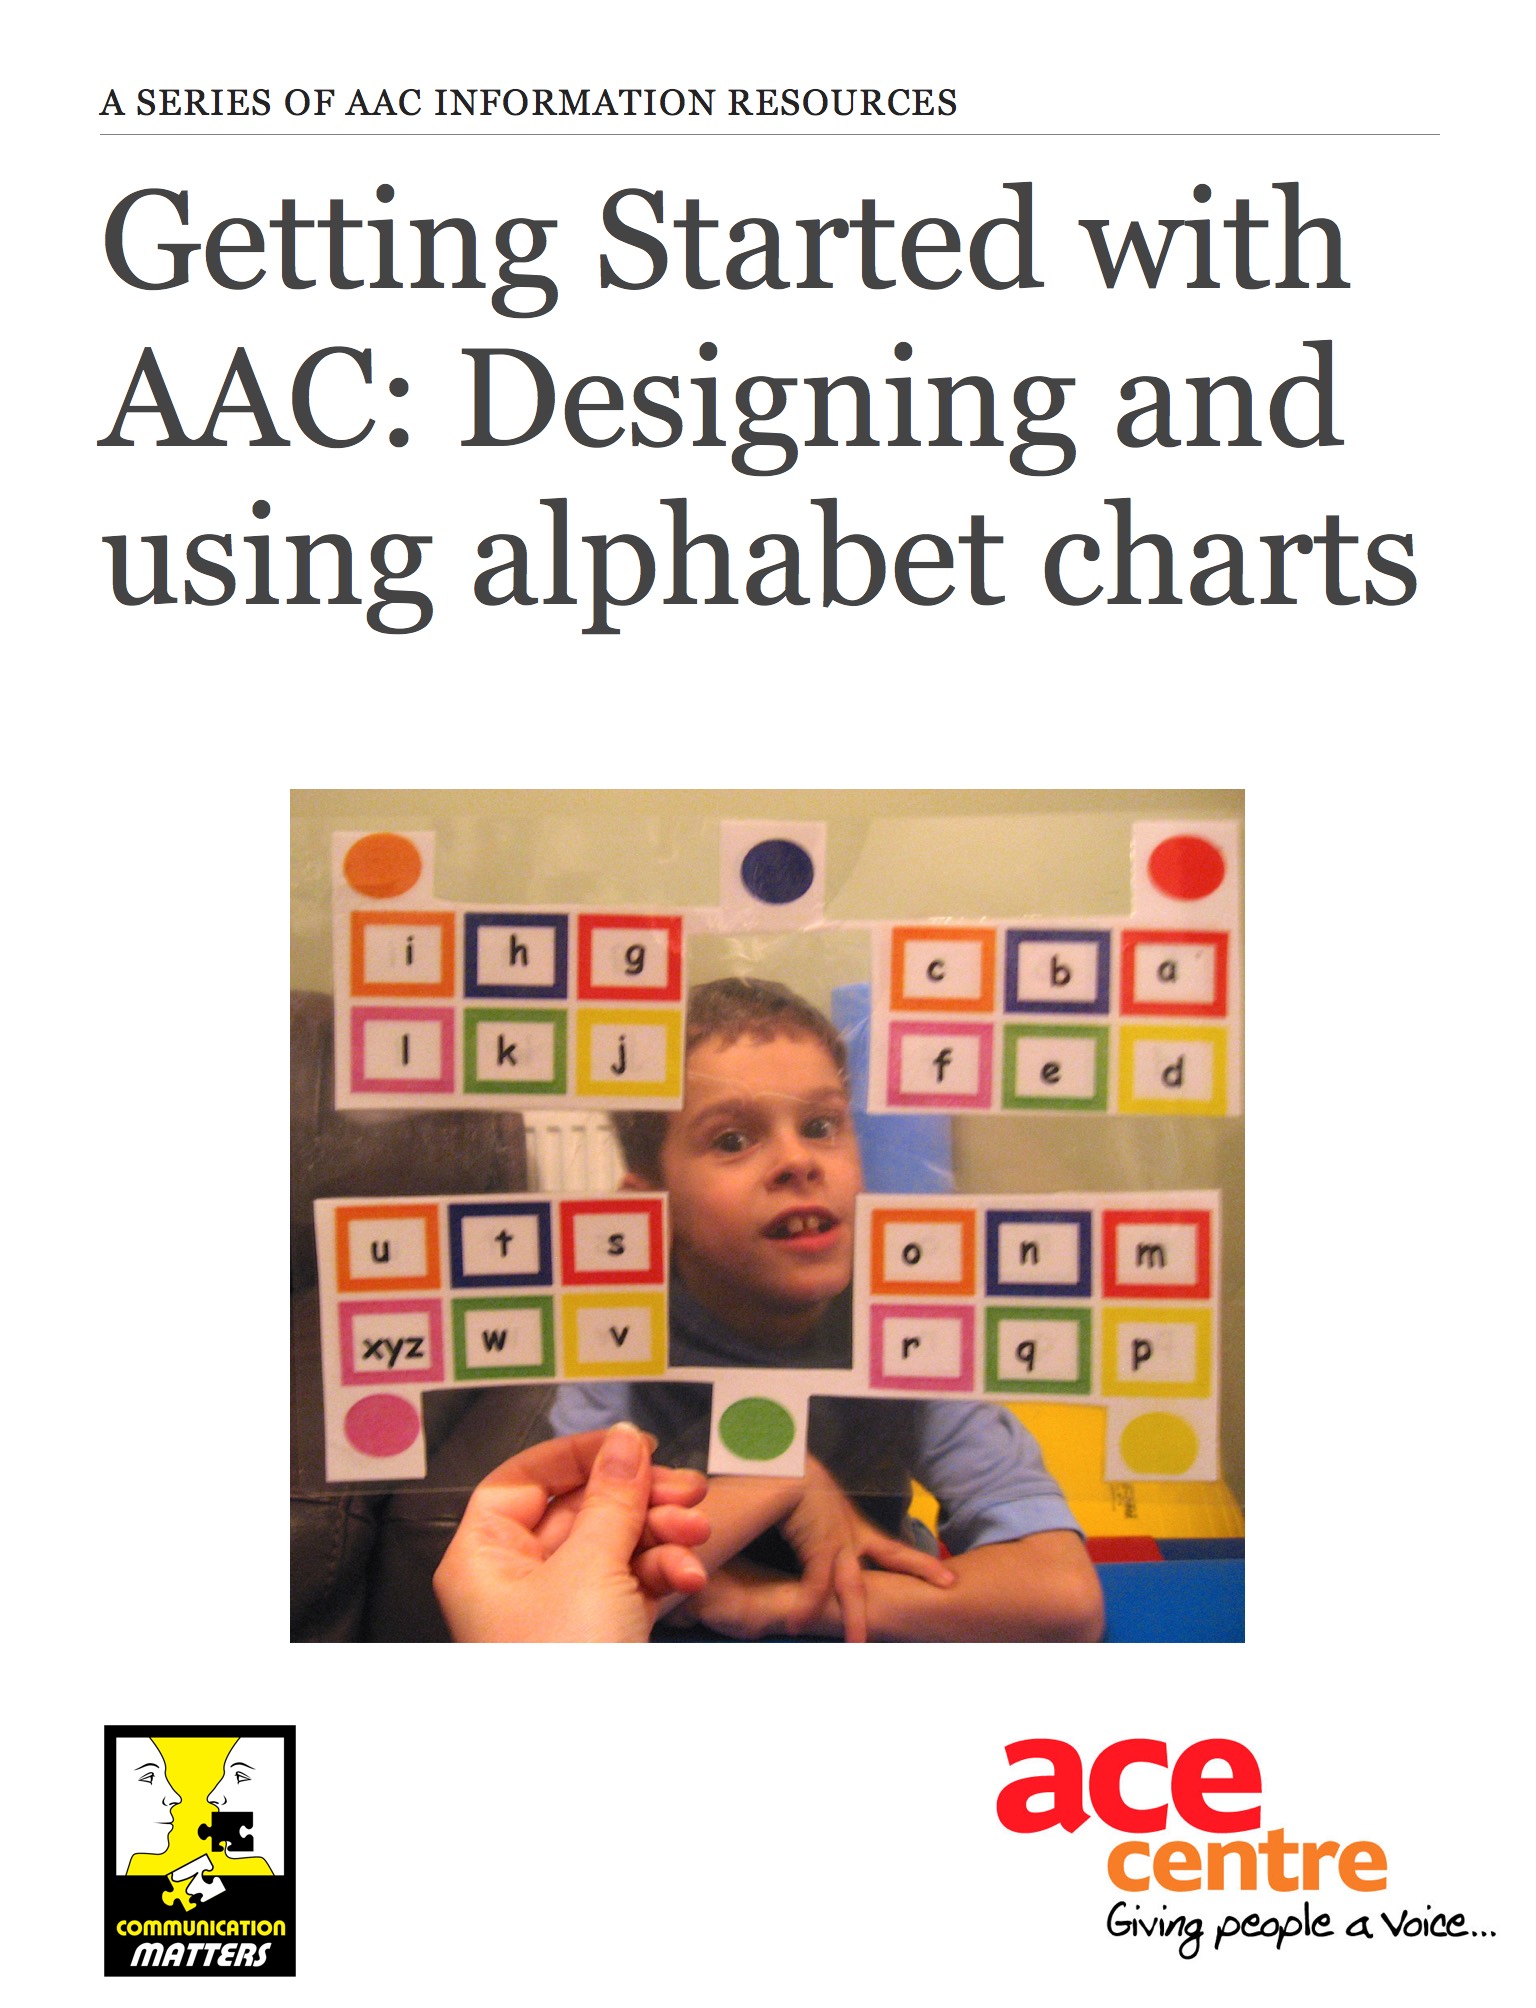 A SERIES OF AAC INFORMATION RESOURCES
Getting Started with
AAC: Designing and
using alphabet charts
i h g
l k j
c b a
f e d
u t s
xyz w v
o n m
r q p
COMMUNICATION
MATTERS
ace
centre
Giving people a voice...